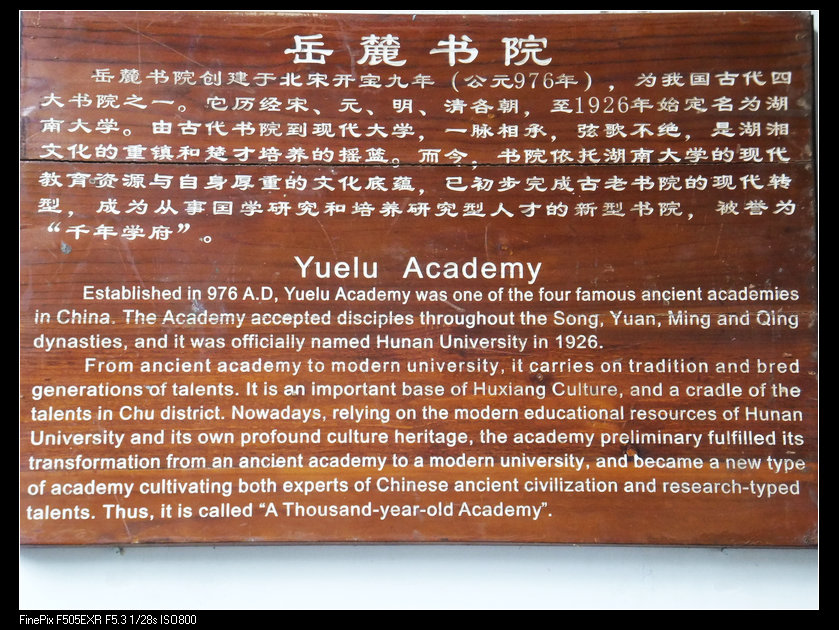 岳麓书院
岳麓书院创建于北宋开宝九年（公元976年），为我国古代四
大书院之一。它历经宋、元、明、清各朝，至1926年始定名为湖
南大学。由古代书院到现代大学，一脉相承，弦歌不绝，是湖湘
文化的重镇和楚才培养的摇篮。而今，书院依托湖南大学的现代
教育资源与自身厚重的文化底蕴，已初步完成古老书院的现代转
型，成为从事国学研究和培养研究型人才的新型书院，被誉为
“千年学府”。
Yuelu Academy
Established in 976 A.D, Yuelu Academy was one of the four famous ancient academies
in China. The Academy accepted disciples throughout the Song, Yuan, Ming and Qing
dynasties, and it was officially named Hunan University in 1926.
From ancient academy to modern university, it carries on tradition and bred
generations of talents. It is an important base of Huxiang Culture, and a cradle of the
talents in Chu district. Nowadays, relying on the modern educational resources of Hunan
University and its own profound culture heritage, the academy preliminary fulfilled its
transformation from an ancient academy to a modern university, and became a new type
of academy cultivating both experts of Chinese ancient civilization and research-typed
talents. Thus, it is called “A Thousand-year-old Academy”.
FinePix F505EXR F5.3 1/28s ISO800